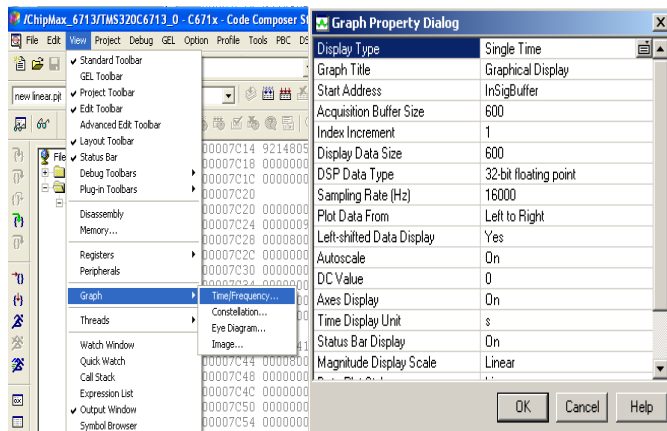 /ChipMax_6713/TMS320C6713_0 - C671x - Code Composer St
File Edit View Project Debug GEL Option Profile Tools PBC DS
new linear.pjt
File
Standard Toolbar
GEL Toolbar
Project Toolbar
Edit Toolbar
Advanced Edit Toolbar
Layout Toolbar
Status Bar
Debug Toolbars
Plug-in Toolbars
Disassembly
Memory...
Registers
Peripherals
Graph
Threads
Watch Window
Quick Watch
Call Stack
Expression List
Output Window
Symbol Browser
Time/Frequency...
Constellation...
Eye Diagram...
Image...
00007C14 9214805
00007C18 0000000
00007C1C 0000000
00007C20
00007C20 0000000
00007C24 0000009
00007C28 0000800
00007C2C 0000000
00007C30 0000000
00007C44 0000800
00007C48 0000000
00007C4C 0000000
00007C50 0000000
00007C54 0000000
Graph Property Dialog
Display Type Single Time
Graph Title Graphical Display
Start Address InSigBuffer
Acquisition Buffer Size 600
Index Increment 1
Display Data Size 600
DSP Data Type 32-bit floating point
Sampling Rate (Hz) 16000
Plot Data From Left to Right
Left-shifted Data Display Yes
Autoscale On
DC Value 0
Axes Display On
Time Display Unit s
Status Bar Display On
Magnitude Display Scale Linear
OK Cancel Help